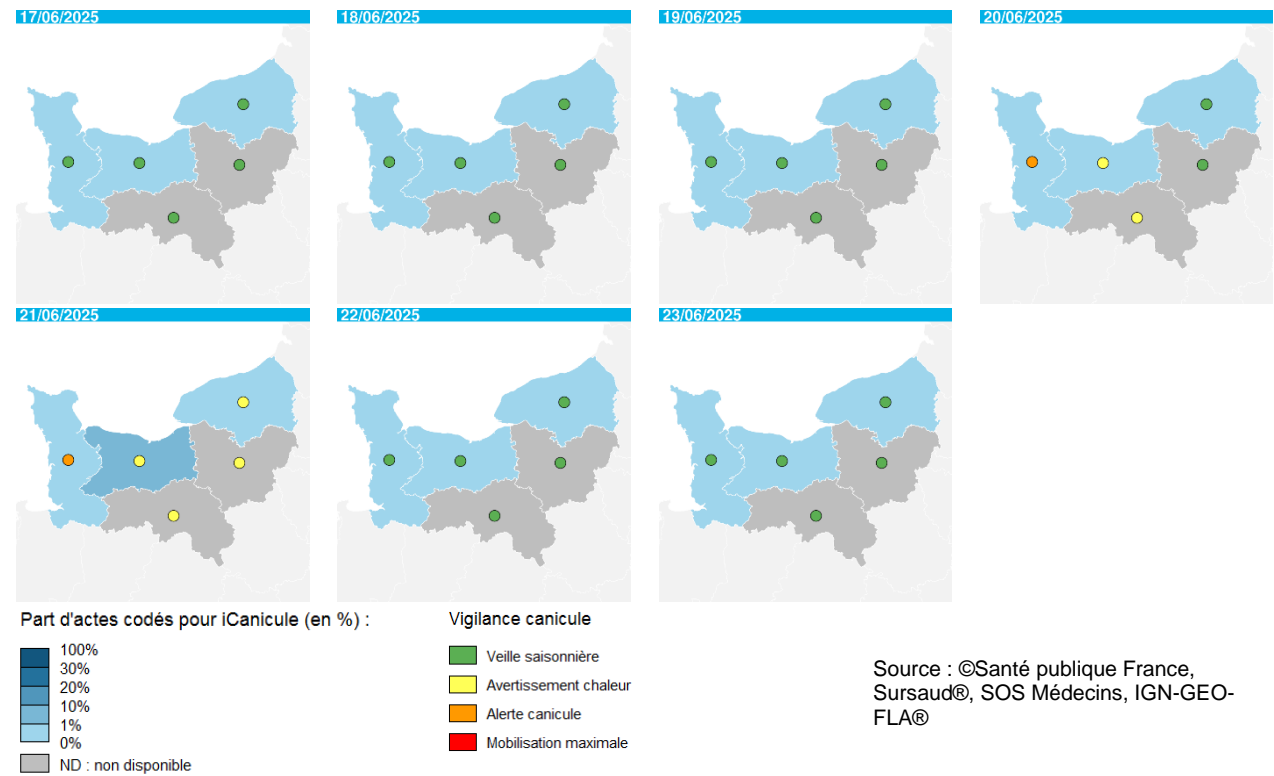 17/06/2025
18/06/2025
19/06/2025
20/06/2025
21/06/2025
22/06/2025
23/06/2025
Part d'actes codés pour iCanicule (en %) :
100%
30%
20%
10%
1%
0%
ND : non disponible
Vigilance canicule
Veille saisonnière
Avertissement chaleur
Alerte canicule
Mobilisation maximale
Source : ©Santé publique France,
Sursaud®, SOS Médecins, IGN-GEO-
FLA®